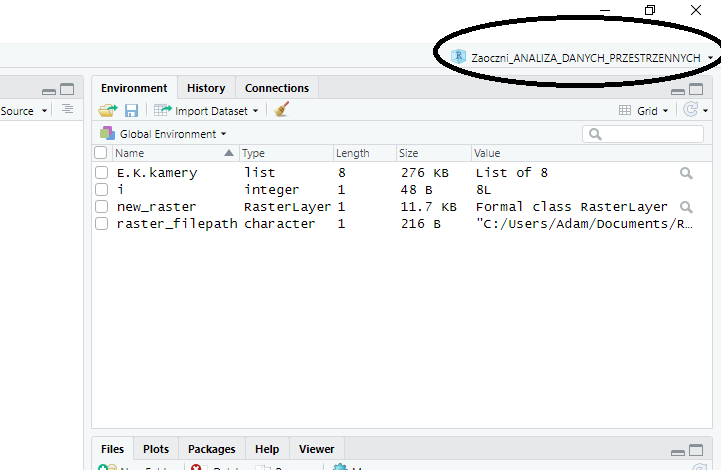 Zaoczni_ANALIZA_DANYCH_PRZESTRZENNYCH
Environment History Connections
Source Import Dataset Grid
Global Environment
Name Type Length Size Value
E.K.kamery list 8 276 KB List of 8
i integer 1 48 B 8L
new_raster RasterLayer 1 11.7 KB Formal class RasterLayer
raster_filepath character 1 216 B "C:/Users/Adam/Documents/R…
Files Plots Packages Help Viewer